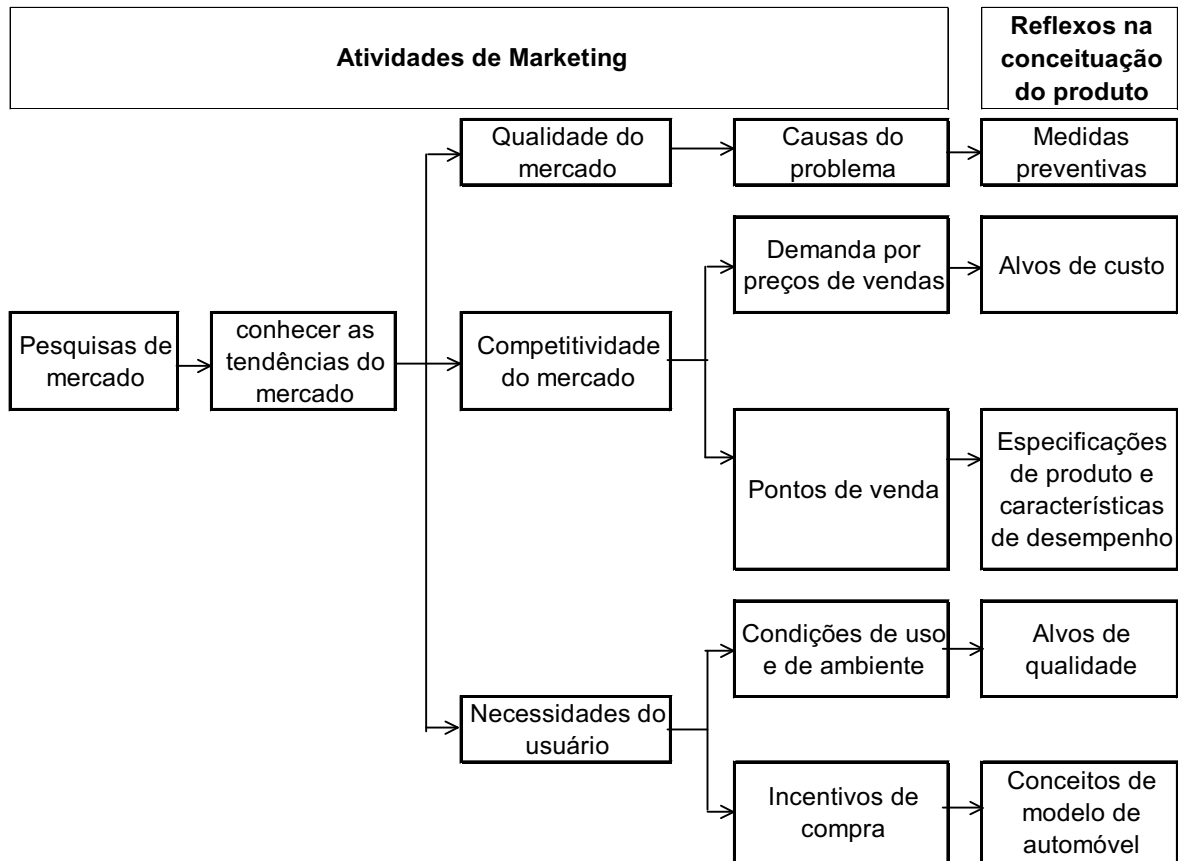 Atividades de Marketing
Reflexos na
conceituação
do produto
Qualidade do
mercado
Causas do
problema
Medidas
preventivas
Demanda por
preços de vendas
Alvos de custo
Pesquisas de
mercado
conhecer as
tendências do
mercado
Competitividade
do mercado
Pontos de venda
Especificações
de produto e
características
de desempenho
Condições de uso
e de ambiente
Alvos de
qualidade
Necessidades do
usuário
Incentivos de
compra
Conceitos de
modelo de
automóvel